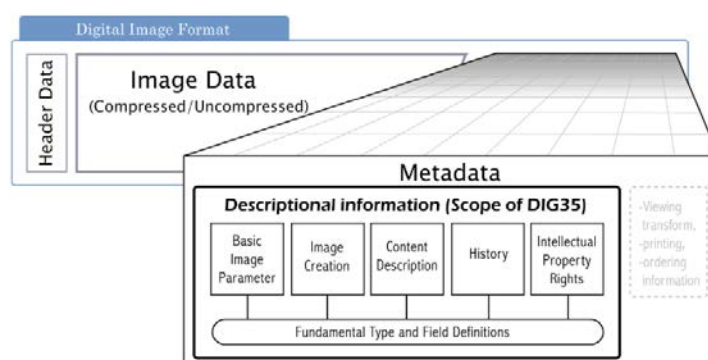 Digital Image Format
Header Data
Image Data
(Compressed/Uncompressed)
Metadata
Descriptional information (Scope of DIG35)
Basic
Image
Parameter
Image
Creation
Content
Description
History
Intellectual
Property
Rights
Fundamental Type and Field Definitions
-Viewing
transform,
-printing,
-ordering
information